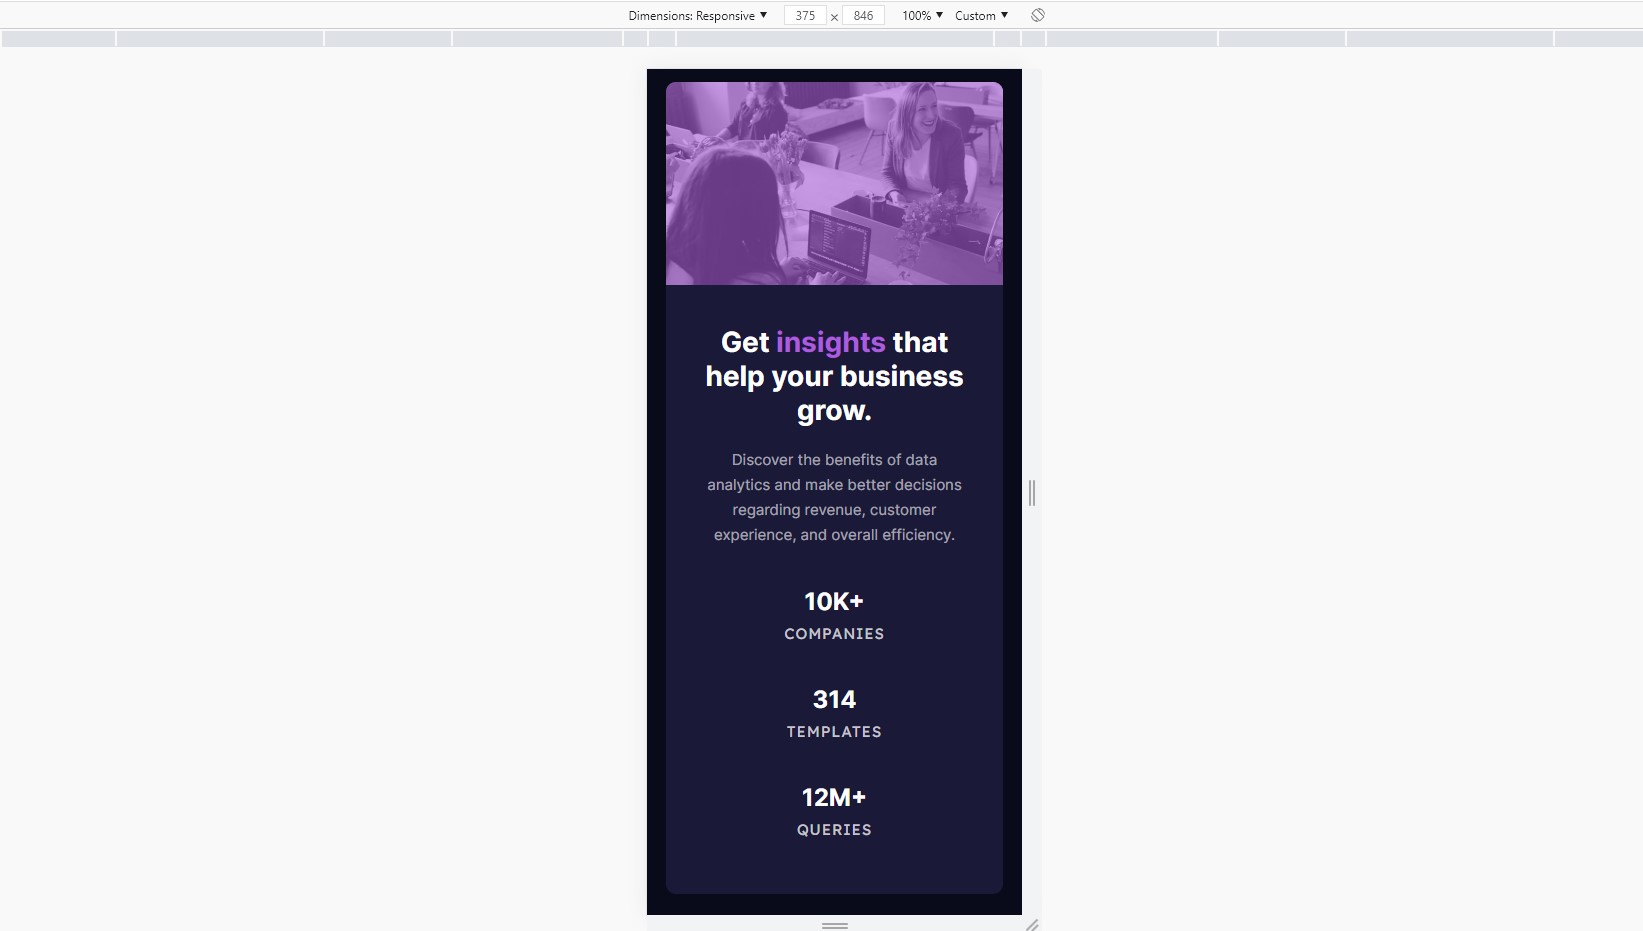 Dimensions: Responsive ▼ 375 × 846 100% ▼ Custom ▼
Get insights that
help your business
grow.
Discover the benefits of data
analytics and make better decisions
regarding revenue, customer
experience, and overall efficiency.
10K+
COMPANIES
314
TEMPLATES
12M+
QUERIES